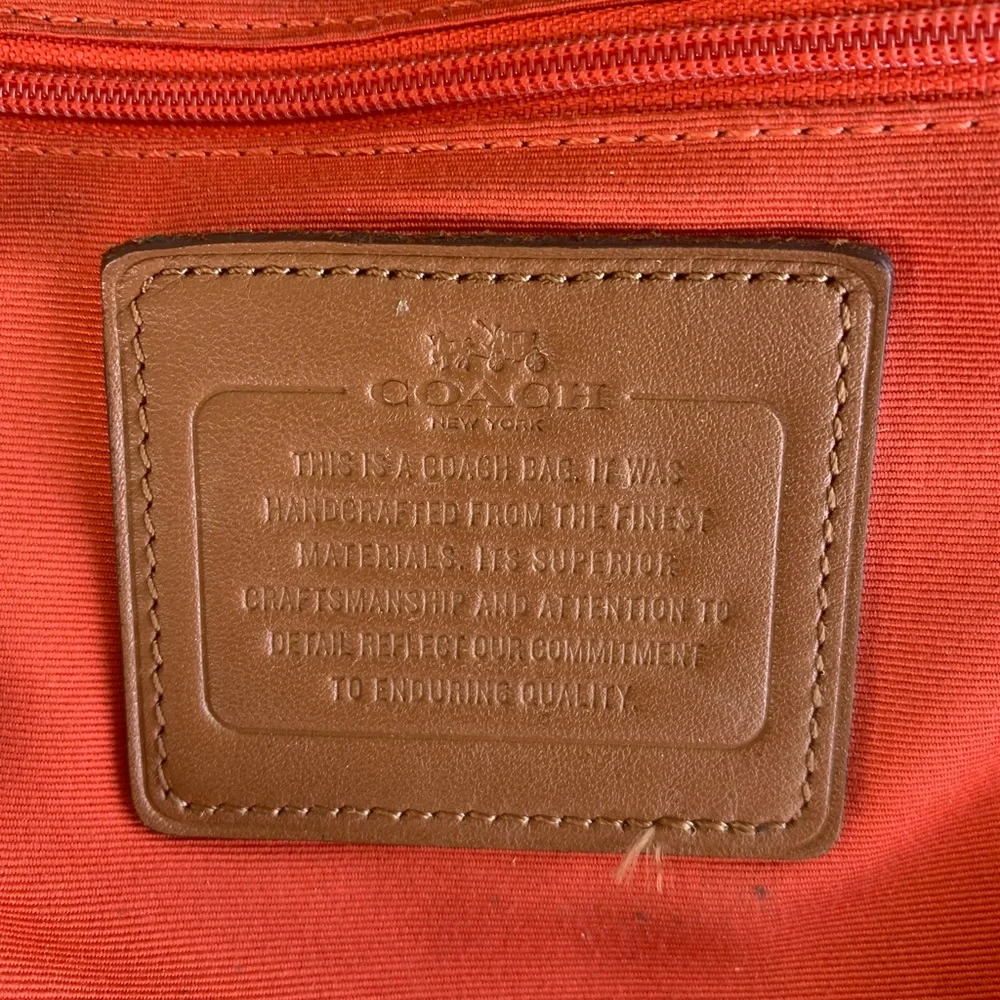 COACH
NEW YORK
THIS IS A COACH BAG. IT WAS
HANDCRAFTED FROM THE FINEST
MATERIALS. ITS SUPERIOR
CRAFTSMANSHIP AND ATTENTION TO
DETAIL REFLECT OUR COMMITMENT
TO ENDURING QUALITY.